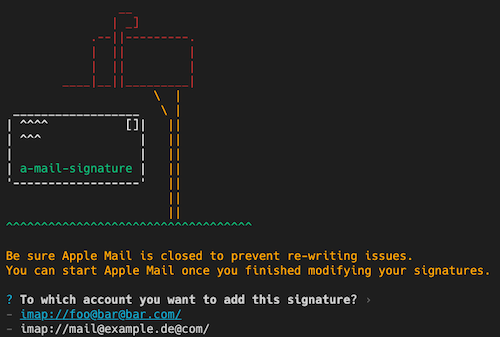 a-mail-signature
Be sure Apple Mail is closed to prevent re-writing issues.
You can start Apple Mail once you finished modifying your signatures.
? To which account you want to add this signature? ›
- imap://foo@bar@bar.com/
- imap://mail@example.de@com/